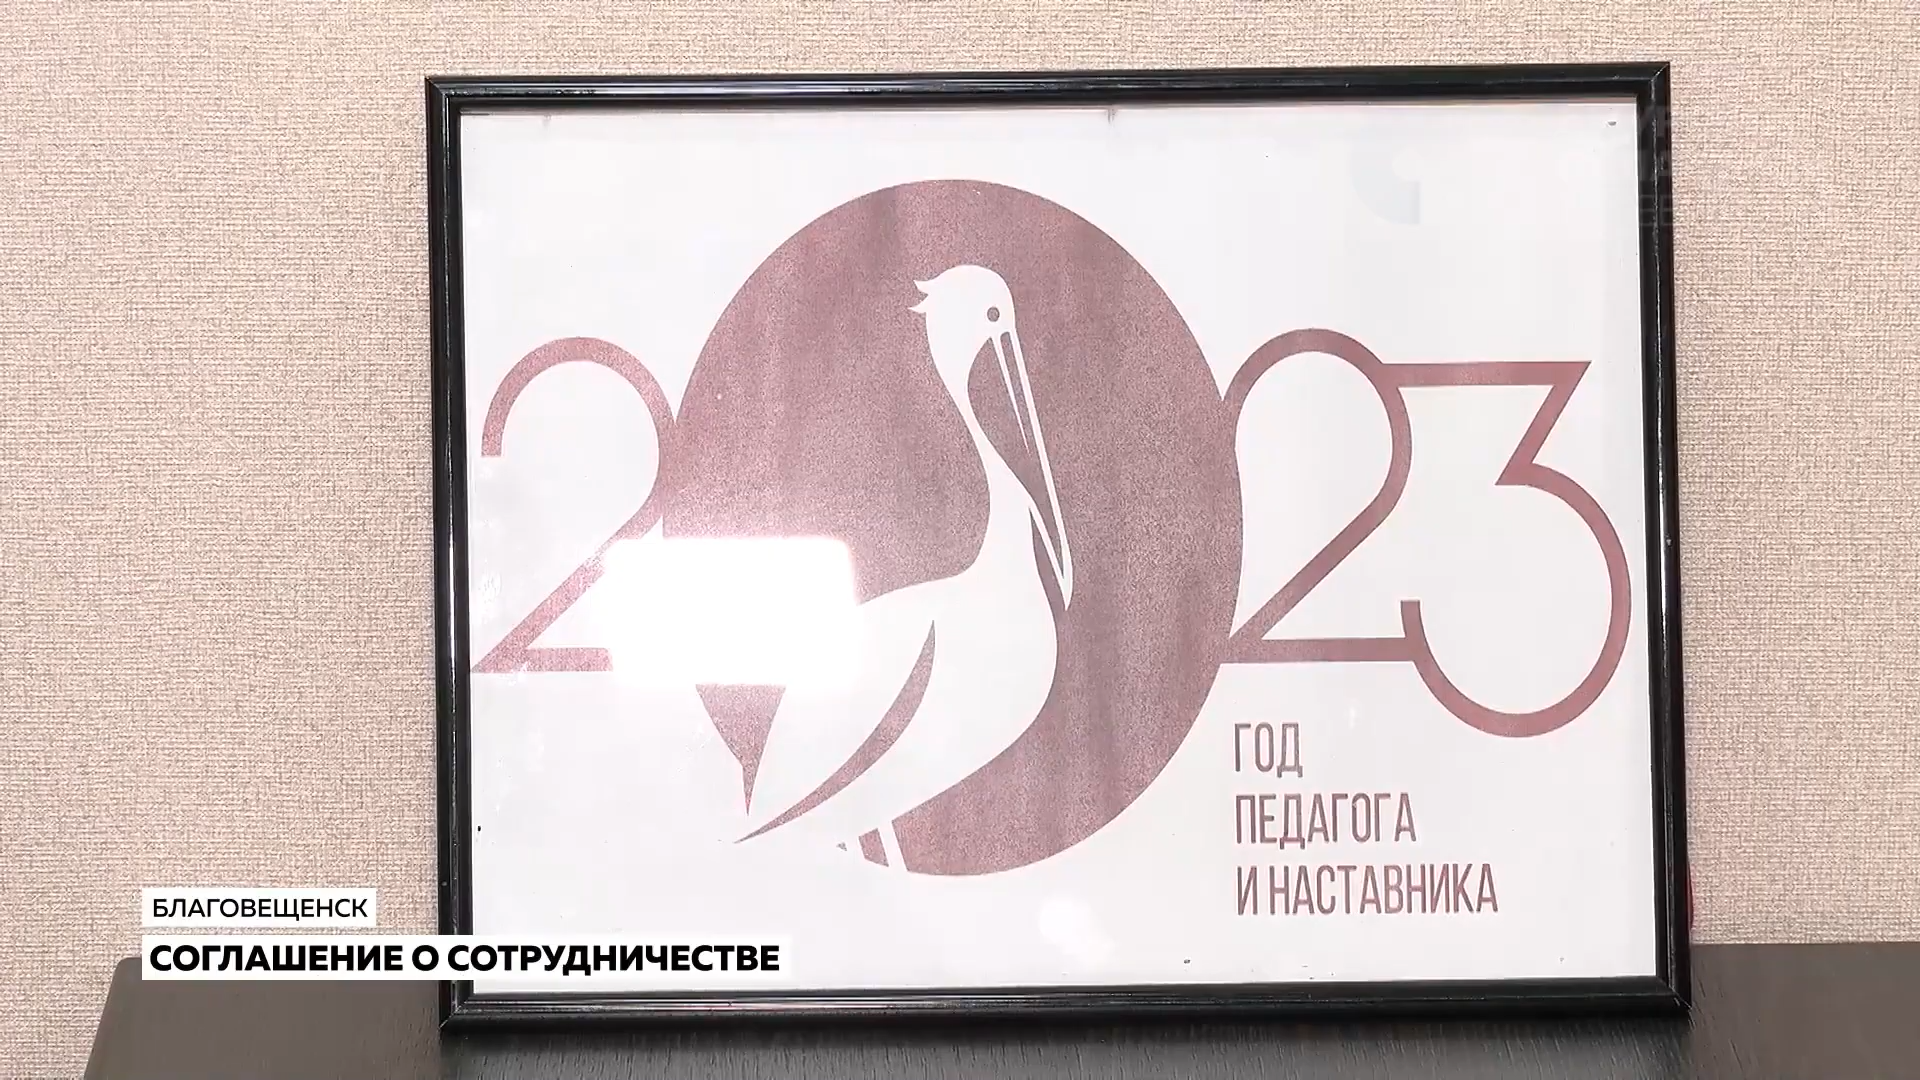 2023
ГОД
ПЕДАГОГА
И НАСТАВНИКА
БЛАГОВЕЩЕНСК
СОГЛАШЕНИЕ О СОТРУДНИЧЕСТВЕ